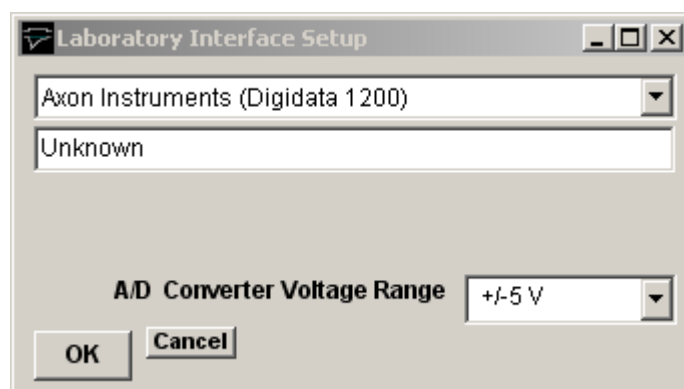 Laboratory Interface Setup
Axon Instruments (Digidata 1200)
Unknown
A/D Converter Voltage Range +/-5 V
OK Cancel